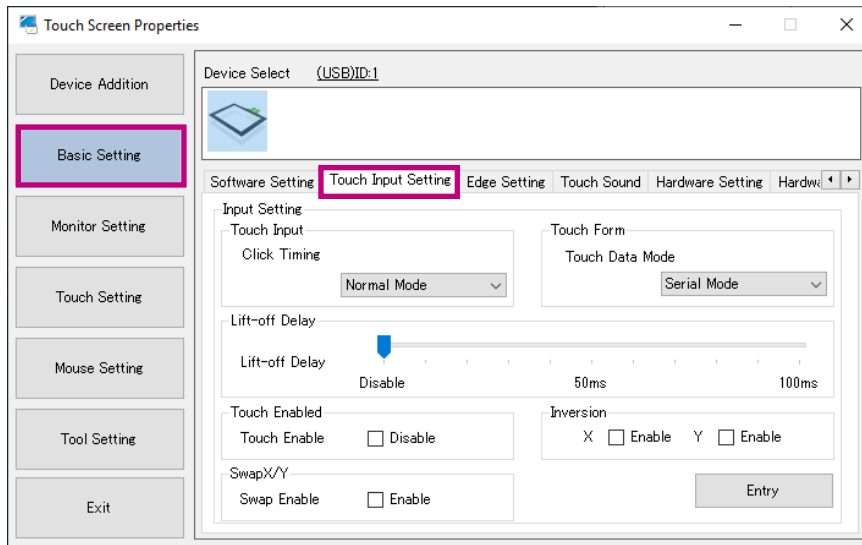 Touch Screen Properties
Device Addition
Basic Setting
Monitor Setting
Touch Setting
Mouse Setting
Tool Setting
Exit
Device Select (USB)ID:1
Software Setting Touch Input Setting Edge Setting Touch Sound Hardware Setting Hardwa
Input Setting
Touch Input
Click Timing
Normal Mode
Touch Form
Touch Data Mode
Serial Mode
Lift-off Delay
Lift-off Delay
Disable 50ms 100ms
Touch Enabled
Touch Enable Disable
Inversion
X Enable Y Enable
SwapX/Y
Swap Enable Enable
Entry